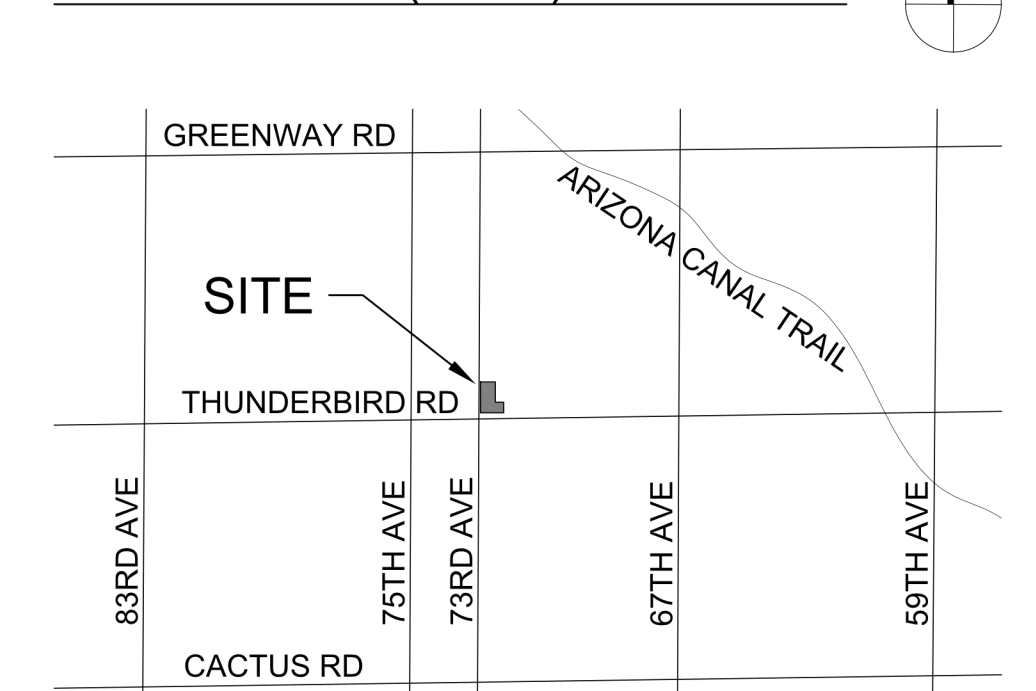 GREENWAY RD
ARIZONA CANAL TRAIL
SITE
THUNDERBIRD RD
83RD AVE
75TH AVE
73RD AVE
67TH AVE
59TH AVE
CACTUS RD